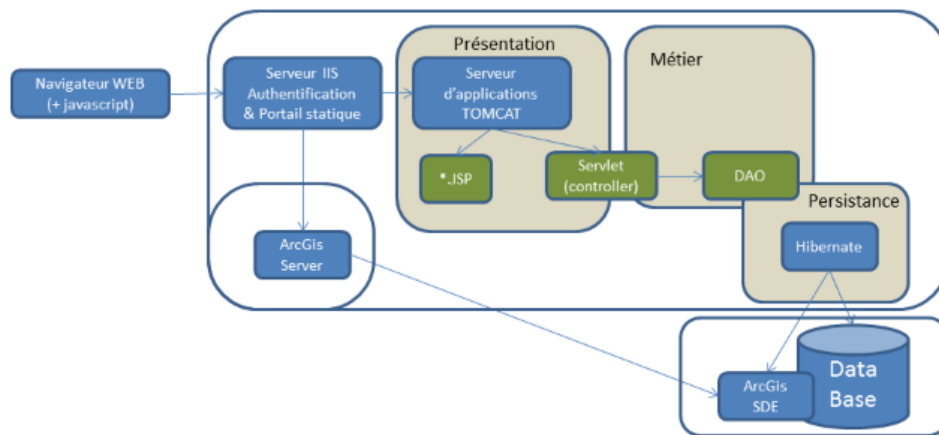 Présentation
Métier
Navigateur WEB
(+ javascript)
Serveur IIS
Authentification
& Portail statique
Serveur
d'applications
TOMCAT
*.JSP
Servlet
(controller)
DAO
Persistance
ArcGis
Server
Hibernate
ArcGis
SDE
Data
Base